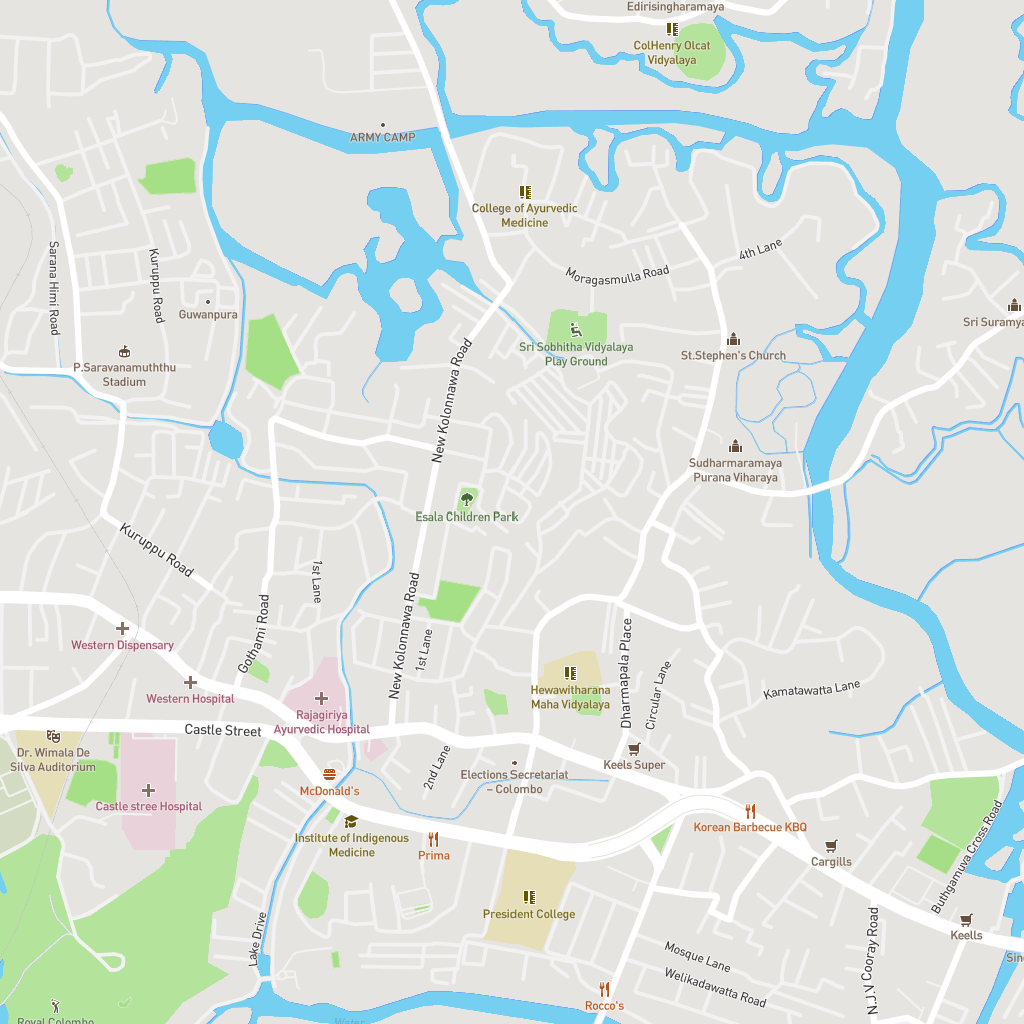 Edirisingharamaya
ColHenry Olcat
Vidyalaya
ARMY CAMP
College of Ayurvedic
Medicine
4th Lane
Moragasmulla Road
Sarana Himi Road
Kuruppu Road
Guwanpura
Sri Suramya
Sri Sobhitha Vidyalaya
Play Ground
St.Stephen's Church
P.Saravanamuththu
Stadium
New Kolonnawa Road
Sudharmaramaya
Purana Viharaya
Esala Children Park
Kuruppu Road
1st Lane
New Kolonnawa Road
Gothami Road
1st Lane
Western Dispensary
Dharmapala Place
Circular Lane
Hewawitharana
Maha Vidyalaya
Kamatawatta Lane
Western Hospital
Rajagiriya
Ayurvedic Hospital
Castle Street
Dr. Wimala De
Silva Auditorium
2nd Lane
Keels Super
Elections Secretariat
– Colombo
McDonald's
Castle stree Hospital
Korean Barbecue KBQ
Institute of Indigenous
Medicine
Prima
Cargills
Buthgamuva Cross Road
President College
Keells
Lake Drive
Mosque Lane
Welikadawatta Road
N.J.V Cooray Road
Sin
Rocco's
Royal Colombo
Water